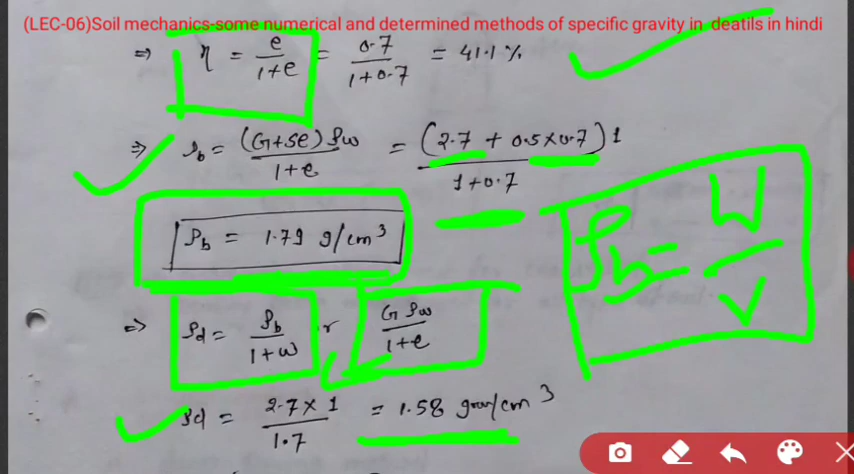 (LEC-06)Soil mechanics-some numerical and determined methods of specific gravity in deatils in hindi
⇒ η = e/(1+e) = 0.7/(1+0.7) = 41.1 %
⇒ ρb = (G+Se) ρw/(1+e) = (2.7 + 0.5×0.7) 1/(1+0.7)
ρb = 1.79 g/cm³
ρb = W/V
⇒ ρd = ρb/(1+w) or G ρw/(1+e)
ρd = 2.7×1/1.7 = 1.58 gram/cm³